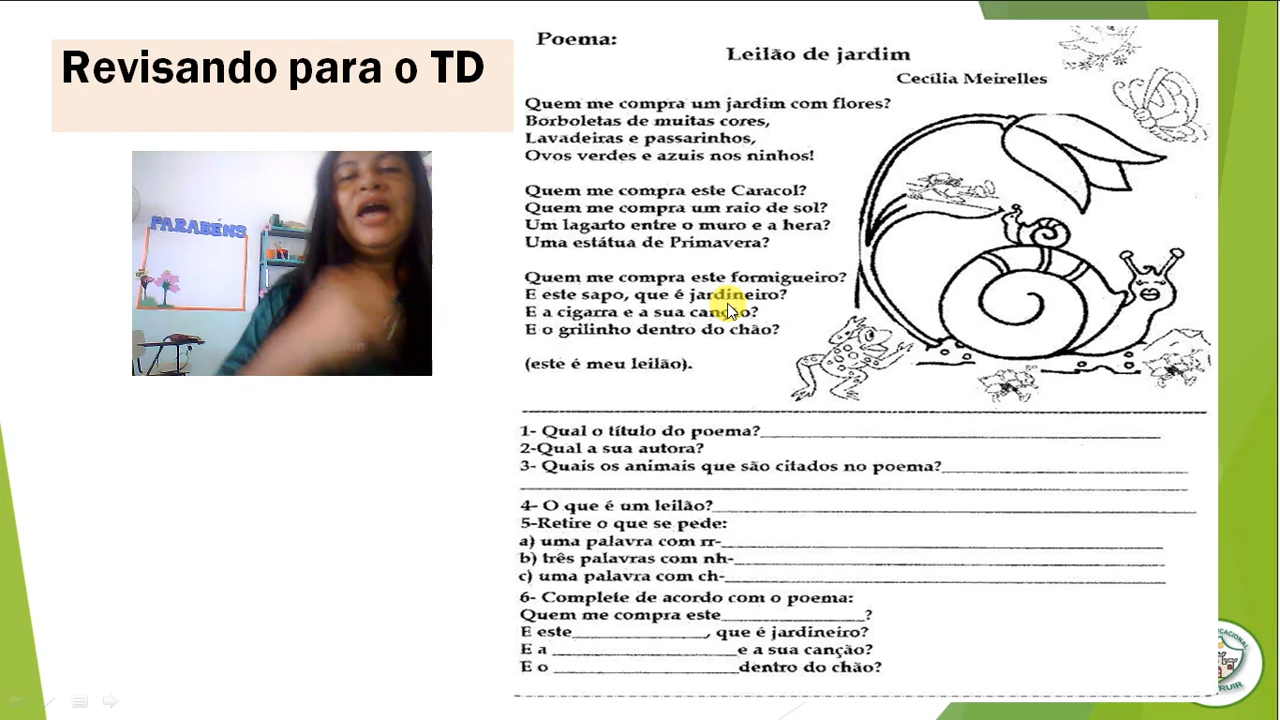 Revisando para o TD
PARABÉNS
Poema:
Leilão de jardim
Cecília Meirelles
Quem me compra um jardim com flores?
Borboletas de muitas cores,
Lavadeiras e passarinhos,
Ovos verdes e azuis nos ninhos!
Quem me compra este Caracol?
Quem me compra um raio de sol?
Um lagarto entre o muro e a hera?
Uma estátua de Primavera?
Quem me compra este formigueiro?
E este sapo, que é jardineiro?
E a cigarra e a sua canção?
E o grilinho dentro do chão?
(este é meu leilão).
1- Qual o título do poema?
2-Qual a sua autora?
3- Quais os animais que são citados no poema?
4- O que é um leilão?
5-Retire o que se pede:
a) uma palavra com rr-
b) três palavras com nh-
c) uma palavra com ch-
6- Complete de acordo com o poema:
Quem me compra este ?
E este , que é jardineiro?
E a e a sua canção?
E o dentro do chão?